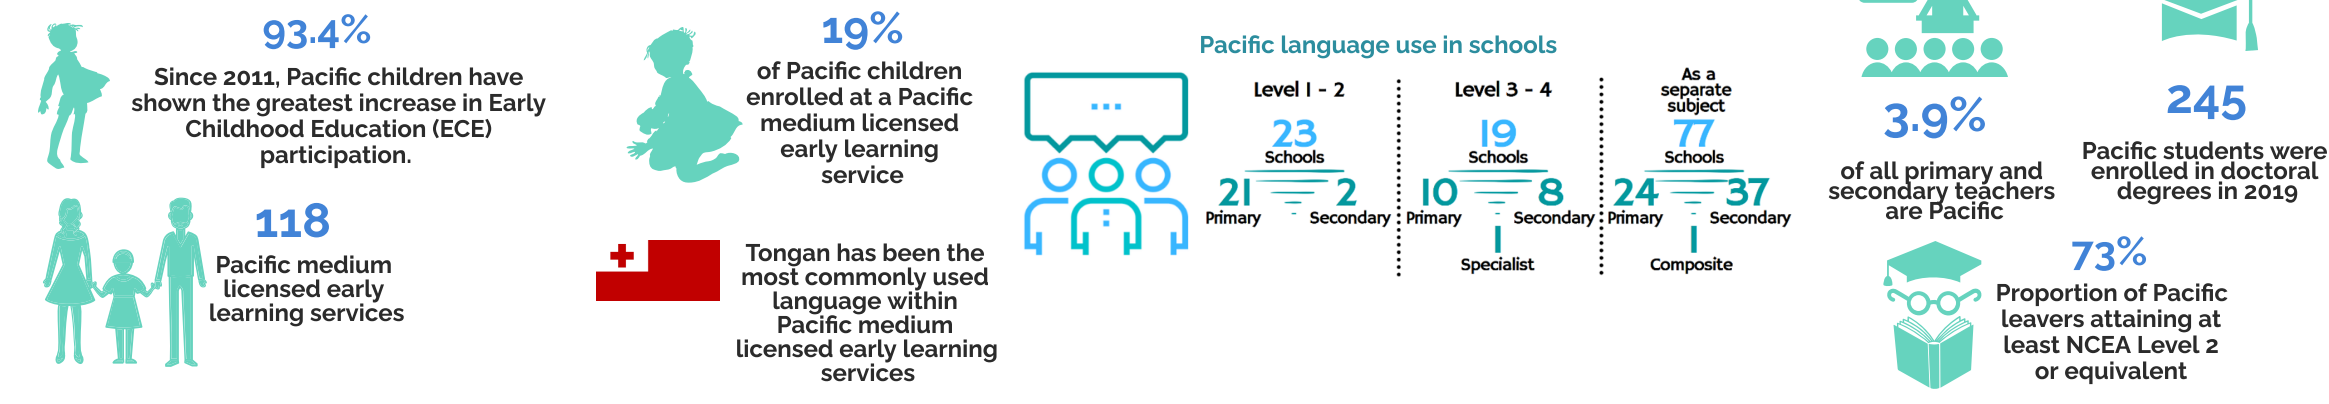 93.4%
Since 2011, Pacific children have
shown the greatest increase in Early
Childhood Education (ECE)
participation.
118
Pacific medium
licensed early
learning services
19%
of Pacific children
enrolled at a Pacific
medium licensed
early learning
service
Tongan has been the
most commonly used
language within
Pacific medium
licensed early learning
services
Pacific language use in schools
...
Level 1 - 2
23
Schools
21 2
Primary Secondary
Level 3 - 4
19
Schools
10 8
Primary Secondary
1
Specialist
As a
separate
subject
77
Schools
24 37
Primary Secondary
1
Composite
3.9%
of all primary and
secondary teachers
are Pacific
245
Pacific students were
enrolled in doctoral
degrees in 2019
73%
Proportion of Pacific
leavers attaining at
least NCEA Level 2
or equivalent